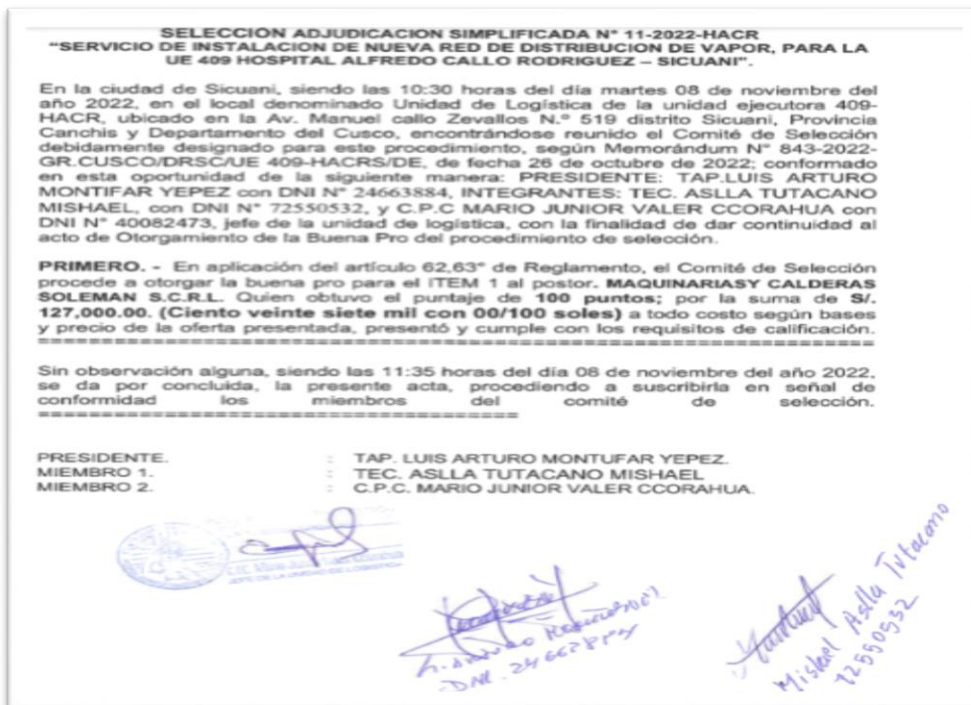 SELECCIÓN ADJUDICACION SIMPLIFICADA N° 11-2022-HACR
"SERVICIO DE INSTALACION DE NUEVA RED DE DISTRIBUCION DE VAPOR, PARA LA
UE 409 HOSPITAL ALFREDO CALLO RODRIGUEZ – SICUANI".
En la ciudad de Sicuani, siendo las 10:30 horas del día martes 08 de noviembre del
año 2022, en el local denominado Unidad de Logística de la unidad ejecutora 409-
HACR, ubicado en la Av. Manuel callo Zevallos N.° 519 distrito Sicuani, Provincia
Canchis y Departamento del Cusco, encontrándose reunido el Comité de Selección
debidamente designado para este procedimiento, según Memorándum N° 843-2022-
GR.CUSCO/DRSC/UE 409-HACRS/DE, de fecha 26 de octubre de 2022; conformado
en esta oportunidad de la siguiente manera: PRESIDENTE: TAP.LUIS ARTURO
MONTIFAR YEPEZ con DNI N° 24663884, INTEGRANTES: TEC. ASLLA TUTACANO
MISHAEL, con DNI N° 72550532, y C.P.C MARIO JUNIOR VALER CCORAHUA con
DNI N° 40082473, jefe de la unidad de logística, con la finalidad de dar continuidad al
acto de Otorgamiento de la Buena Pro del procedimiento de selección.
PRIMERO. - En aplicación del artículo 62,63° de Reglamento, el Comité de Selección
procede a otorgar la buena pro para el ITEM 1 al postor. MAQUINARIASY CALDERAS
SOLEMAN S.C.R.L. Quien obtuvo el puntaje de 100 puntos; por la suma de S/.
127,000.00. (Ciento veinte siete mil con 00/100 soles) a todo costo según bases
y precio de la oferta presentada, presentó y cumple con los requisitos de calificación.
Sin observación alguna, siendo las 11:35 horas del día 08 de noviembre del año 2022,
se da por concluida, la presente acta, procediendo a suscribirla en señal de
conformidad los miembros del comité de selección.
PRESIDENTE. : TAP. LUIS ARTURO MONTUFAR YEPEZ.
MIEMBRO 1. : TEC. ASLLA TUTACANO MISHAEL
MIEMBRO 2. : C.P.C. MARIO JUNIOR VALER CCORAHUA.
JEFE DE LA UNIDAD DE LOGISTICA
Mishael Aslla Tutacano
72550532